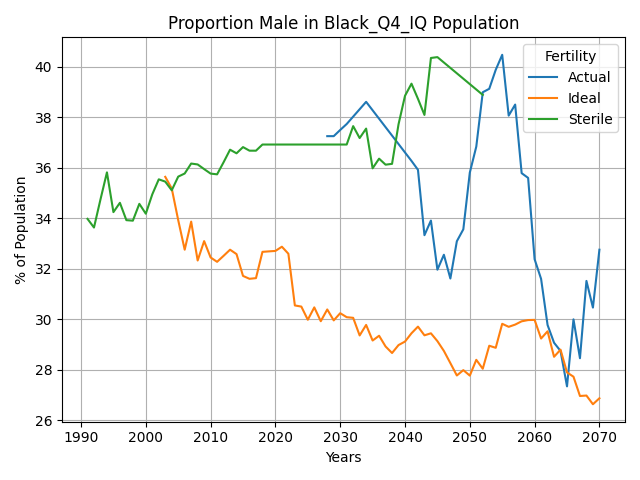 Proportion Male in Black_Q4_IQ Population
Fertility
Actual
Ideal
Sterile
% of Population
40
38
36
34
32
30
28
26
1990 2000 2010 2020 2030 2040 2050 2060 2070
Years